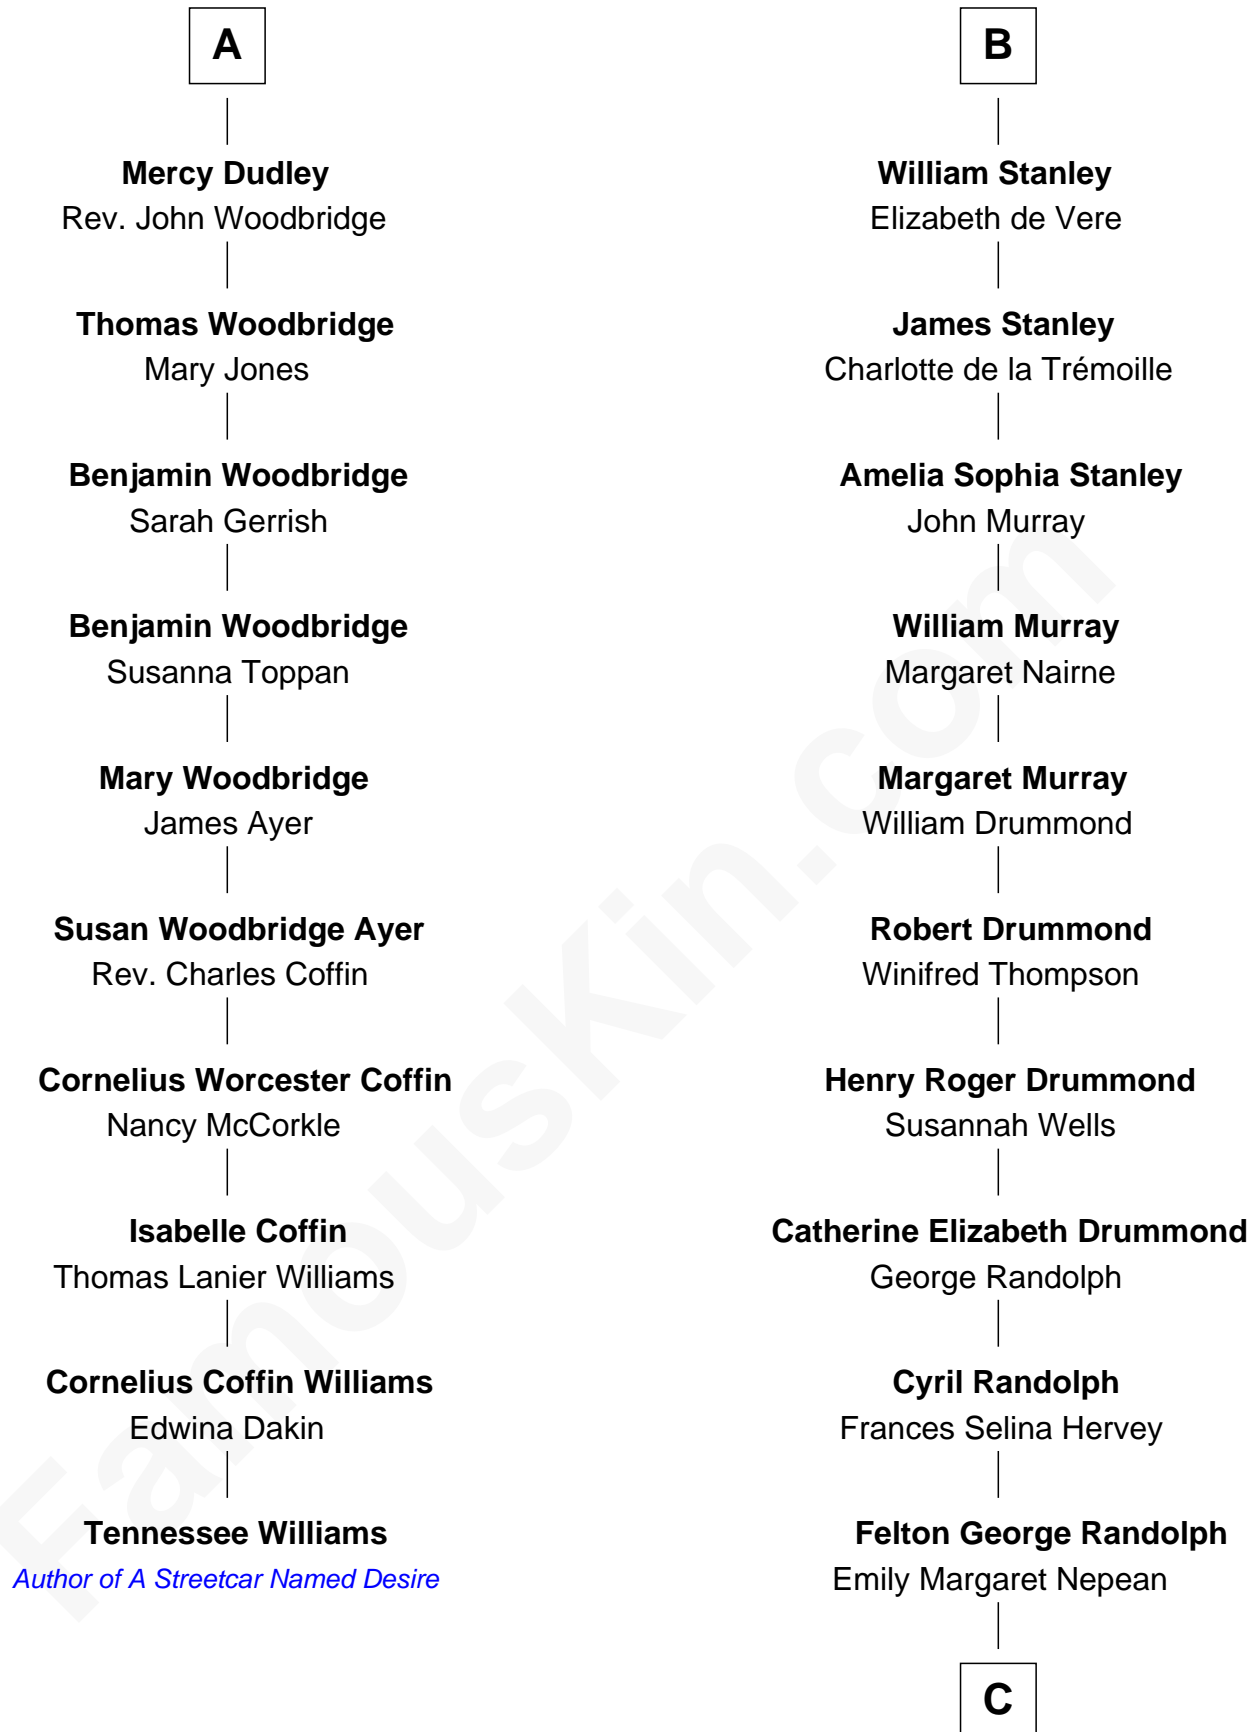 A
Mercy Dudley
Rev. John Woodbridge
Thomas Woodbridge
Mary Jones
Benjamin Woodbridge
Sarah Gerrish
Benjamin Woodbridge
Susanna Toppan
Mary Woodbridge
James Ayer
Susan Woodbridge Ayer
Rev. Charles Coffin
Cornelius Worcester Coffin
Nancy McCorkle
Isabelle Coffin
Thomas Lanier Williams
Cornelius Coffin Williams
Edwina Dakin
Tennessee Williams
Author of A Streetcar Named Desire
B
William Stanley
Elizabeth de Vere
James Stanley
Charlotte de la Trémoille
Amelia Sophia Stanley
John Murray
William Murray
Margaret Nairne
Margaret Murray
William Drummond
Robert Drummond
Winifred Thompson
Henry Roger Drummond
Susannah Wells
Catherine Elizabeth Drummond
George Randolph
Cyril Randolph
Frances Selina Hervey
Felton George Randolph
Emily Margaret Nepean
C
FamousKin.com